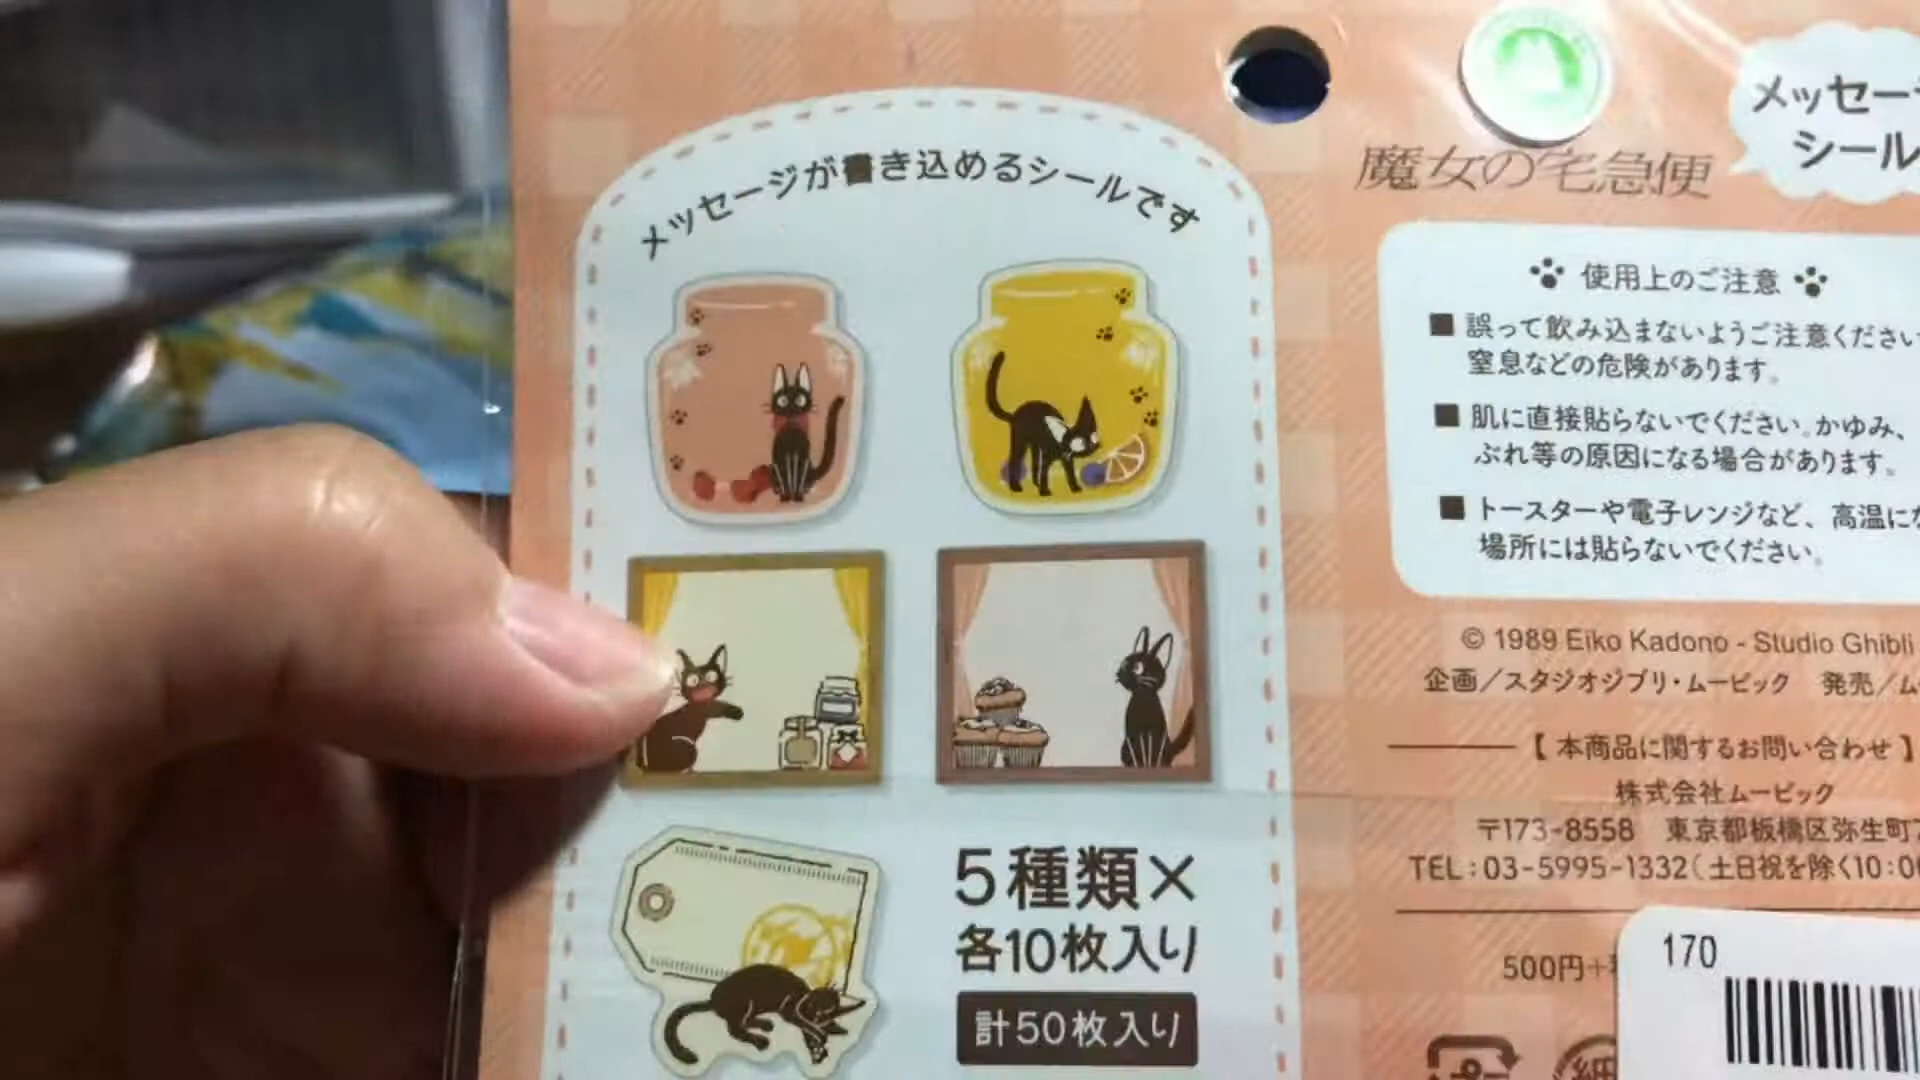 メッセージが書き込めるシールです
5種類×
各10枚入り
計50枚入り
魔女の宅急便
メッセー
シール
使用上のご注意
■ 誤って飲み込まないようご注意ください
窒息などの危険があります。
■ 肌に直接貼らないでください。かゆみ、
ぶれ等の原因になる場合があります。
■ トースターや電子レンジなど、高温にな
場所には貼らないでください。
© 1989 Eiko Kadono - Studio Ghibli
企画/スタジオジブリ・ムービック 発売/ム
【 本商品に関するお問い合わせ 】
株式会社ムービック
〒173-8558 東京都板橋区弥生町7
TEL:03-5995-1332(土日祝を除く10:00
500円+
170